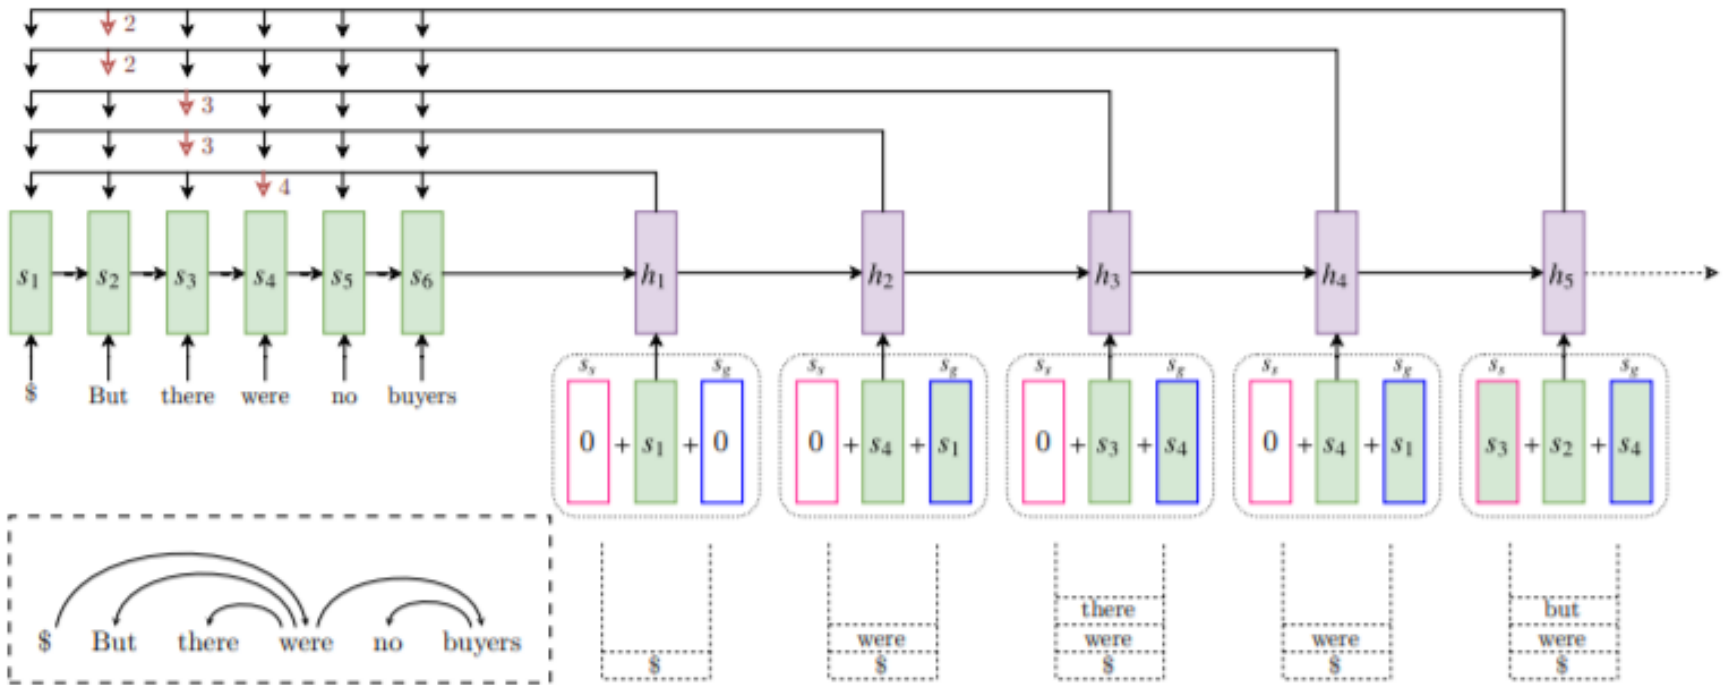 2
2
3
3
4
s1 s2 s3 s4 s5 s6 h1 h2 h3 h4 h5
$ But there were no buyers
ss sg ss sg ss sg ss sg ss sg
0 + s1 + 0 0 + s4 + s1 0 + s3 + s4 0 + s4 + s1 s3 + s2 + s4
$ But there were no buyers
$
were
$
there
were
$
were
$
but
were
$